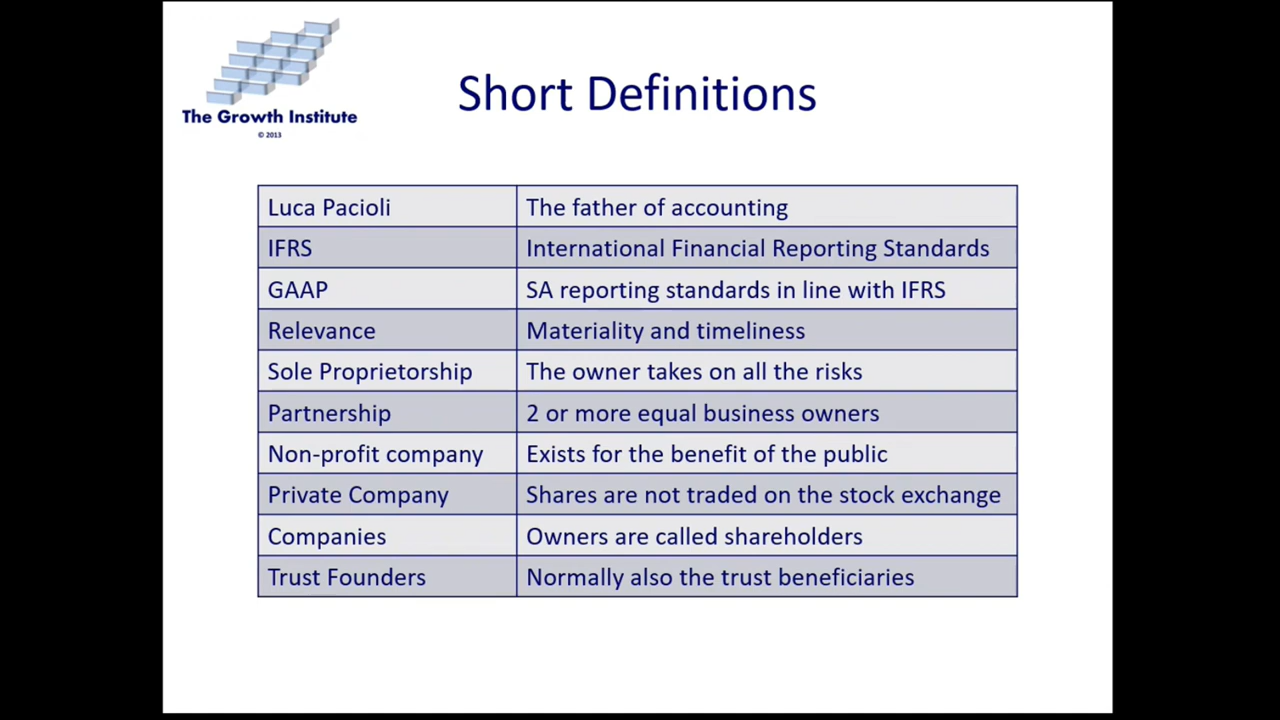 The Growth Institute
© 2013
Short Definitions
Luca Pacioli The father of accounting
IFRS International Financial Reporting Standards
GAAP SA reporting standards in line with IFRS
Relevance Materiality and timeliness
Sole Proprietorship The owner takes on all the risks
Partnership 2 or more equal business owners
Non-profit company Exists for the benefit of the public
Private Company Shares are not traded on the stock exchange
Companies Owners are called shareholders
Trust Founders Normally also the trust beneficiaries